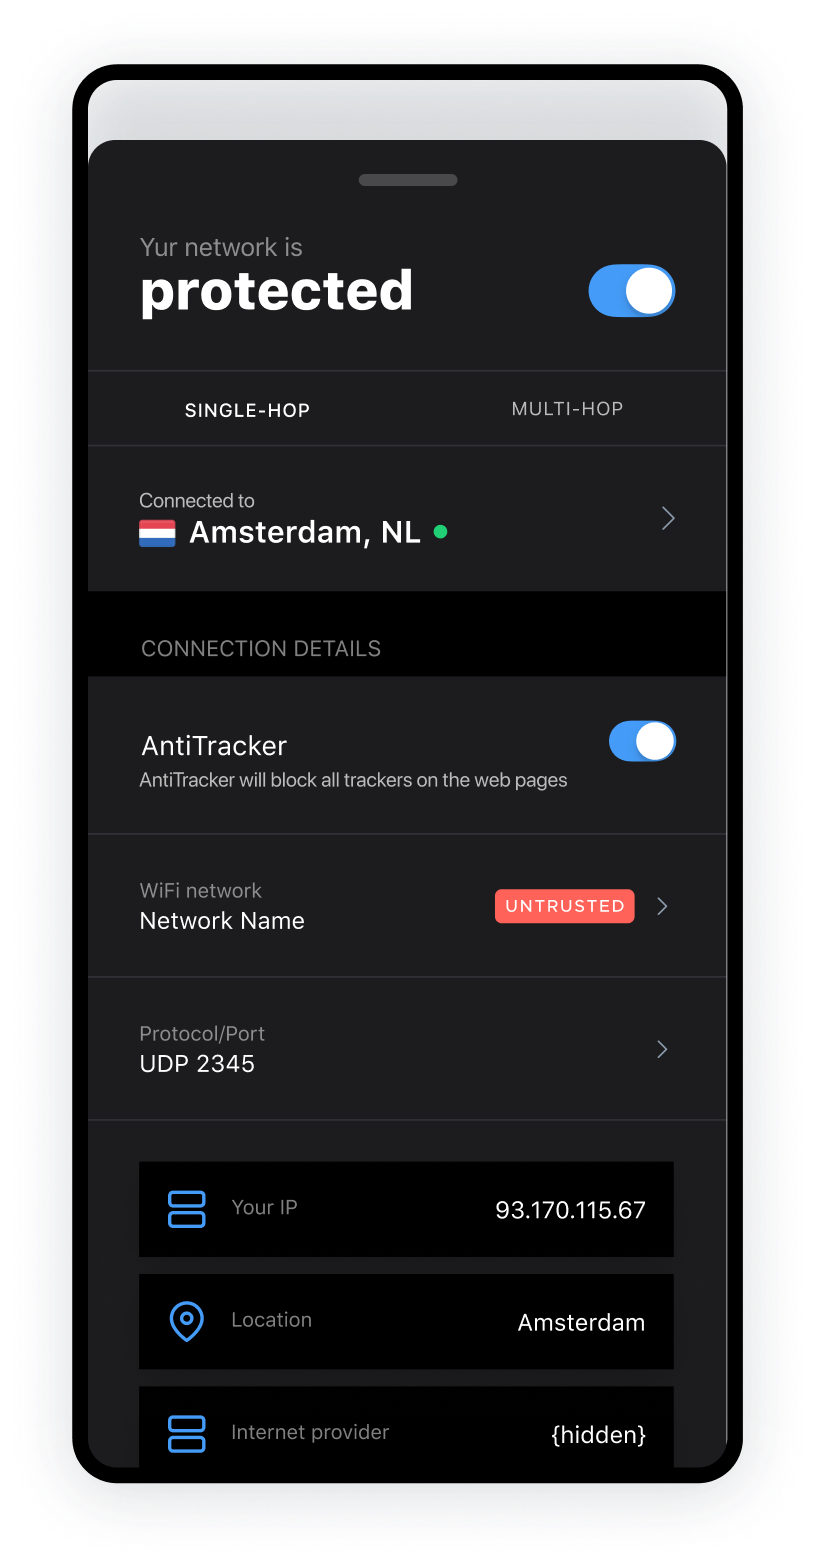 Yur network is
protected
SINGLE-HOP MULTI-HOP
Connected to
Amsterdam, NL
CONNECTION DETAILS
AntiTracker
AntiTracker will block all trackers on the web pages
WiFi network
Network Name
UNTRUSTED
Protocol/Port
UDP 2345
Your IP 93.170.115.67
Location Amsterdam
Internet provider {hidden}